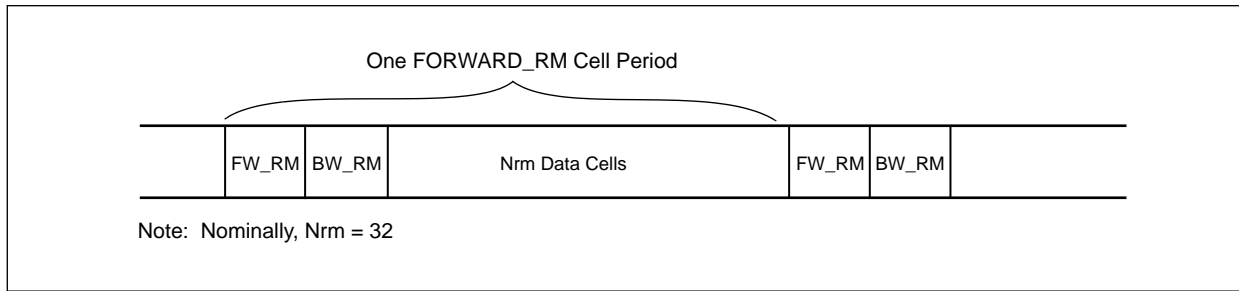 One FORWARD_RM Cell Period
FW_RM BW_RM Nrm Data Cells FW_RM BW_RM
Note: Nominally, Nrm = 32